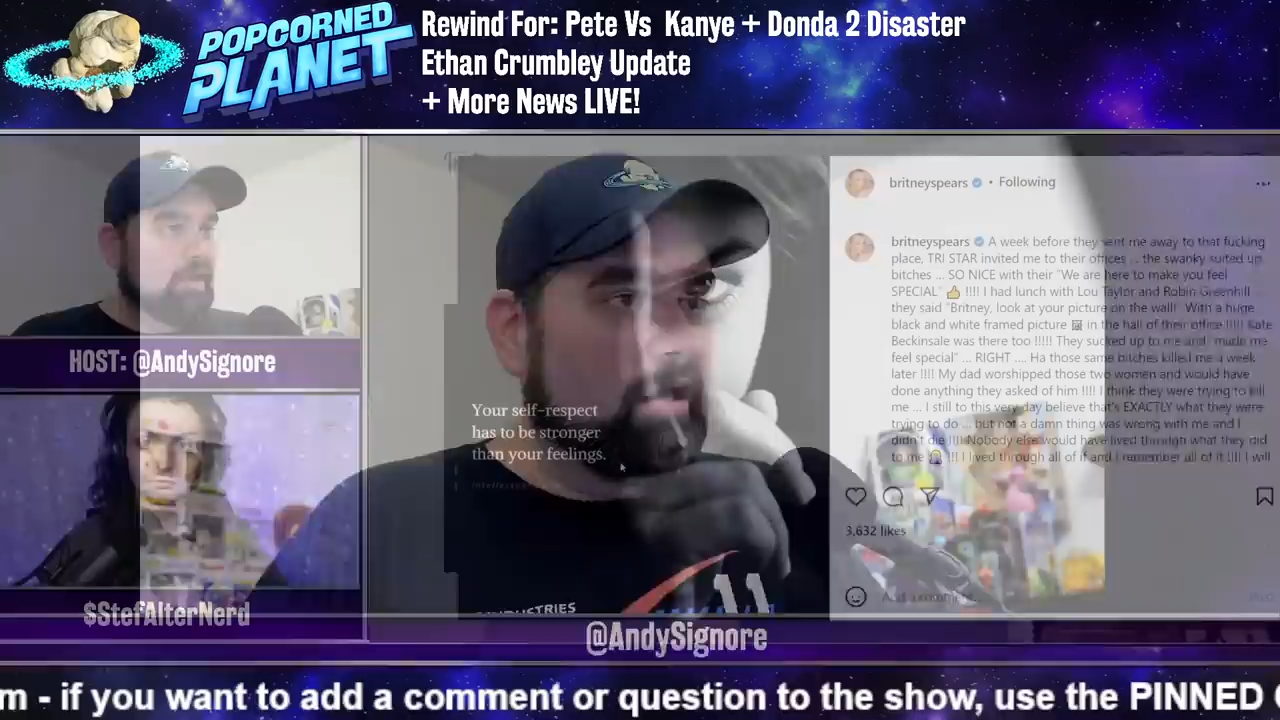 POPCORNED
PLANET
Rewind For: Pete Vs Kanye + Donda 2 Disaster
Ethan Crumbley Update
+ More News LIVE!
HOST: @AndySignore
$StefAlterNerd
Your self-respect
has to be stronger
than your feelings.
INDUSTRIES
11
britneyspears • Following
britneyspears A week before they sent me away to that fucking
place, TRI STAR invited me to their offices .. the swanky suited up
bitches ... SO NICE with their "We are here to make you feel
SPECIAL" 👍 !!!! I had lunch with Lou Taylor and Robin Greenhill ...
they said "Britney, look at your picture on the wall!" With a huge
black and white framed picture 🖼 in the hall of their office !!!! Kate
Beckinsale was there too !!!!! They sucked up to me and "made me
feel special" ... RIGHT .... Ha those same bitches killed me a week
later !!!! My dad worshipped those two women and would have
done anything they asked of him !!!! I think they were trying to kill
me ... I still to this very day believe that's EXACTLY what they were
trying to do ... but not a damn thing was wrong with me and I
didn't die !!!! Nobody else would have lived through what they did
to me !!! I lived through all of if and I remember all of it !!!! I will
3,632 likes
Add a comment...
@AndySignore
m - if you want to add a comment or question to the show, use the PINNED